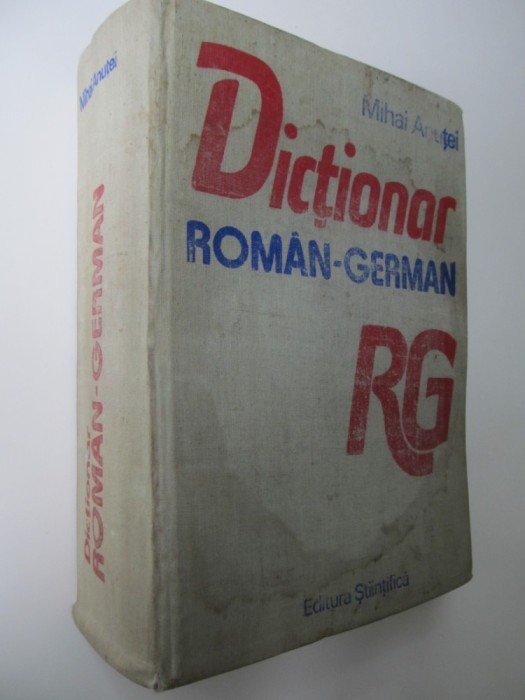 Mihai Anuței
Dicționar
ROMÂN-GERMAN
RG
Editura Științifică
Mihai Anuței
Dicționar
ROMÂN-GERMAN